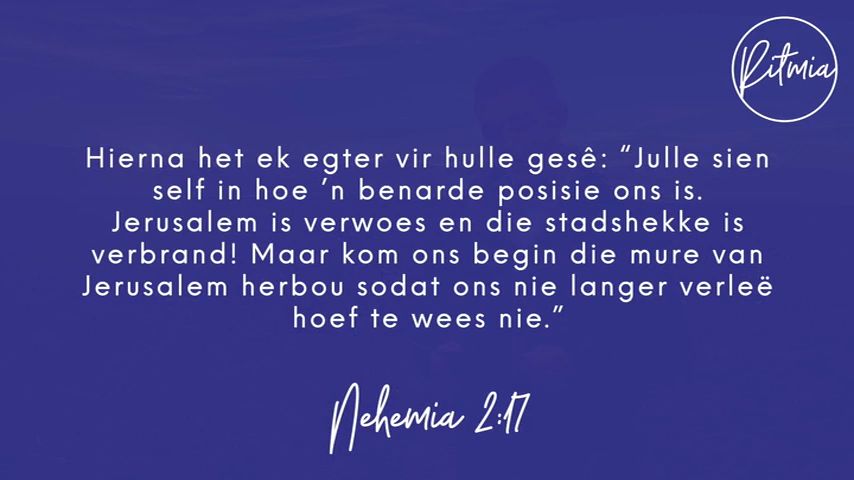 Ritmia
Hierna het ek egter vir hulle gesê: “Julle sien
self in hoe ’n benarde posisie ons is.
Jerusalem is verwoes en die stadshekke is
verbrand! Maar kom ons begin die mure van
Jerusalem herbou sodat ons nie langer verleë
hoef te wees nie.”
Nehemia 2:17